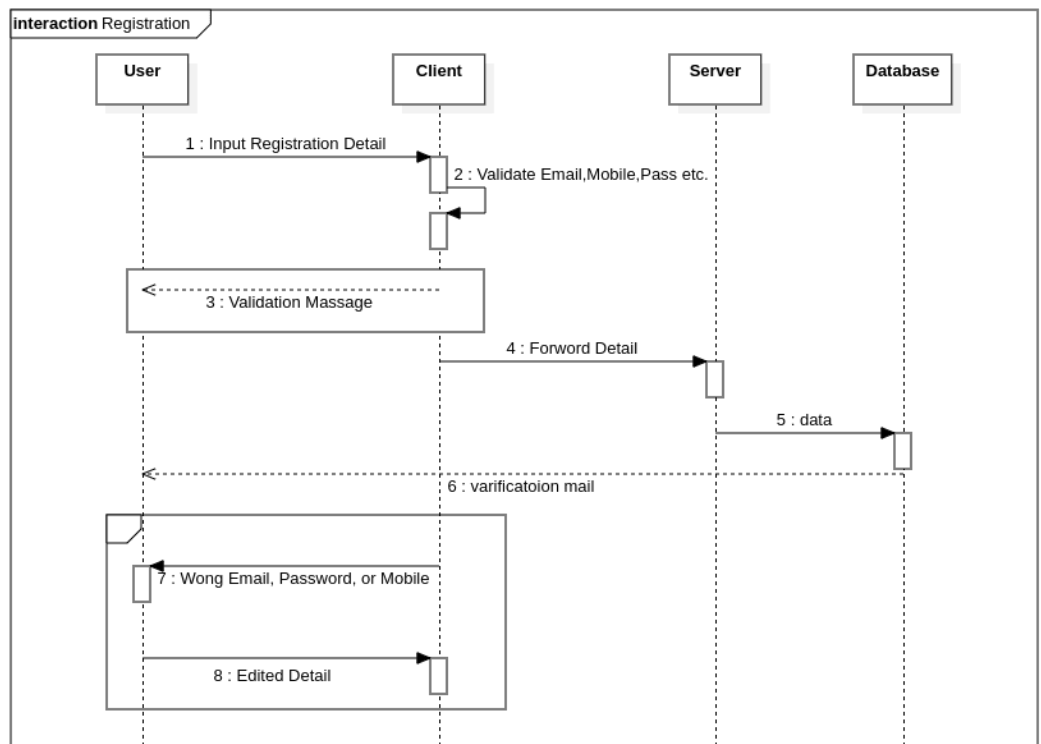 interaction Registration
User
Client
Server
Database
1 : Input Registration Detail
2 : Validate Email,Mobile,Pass etc.
3 : Validation Massage
4 : Forword Detail
5 : data
6 : varificatoion mail
7 : Wong Email, Password, or Mobile
8 : Edited Detail